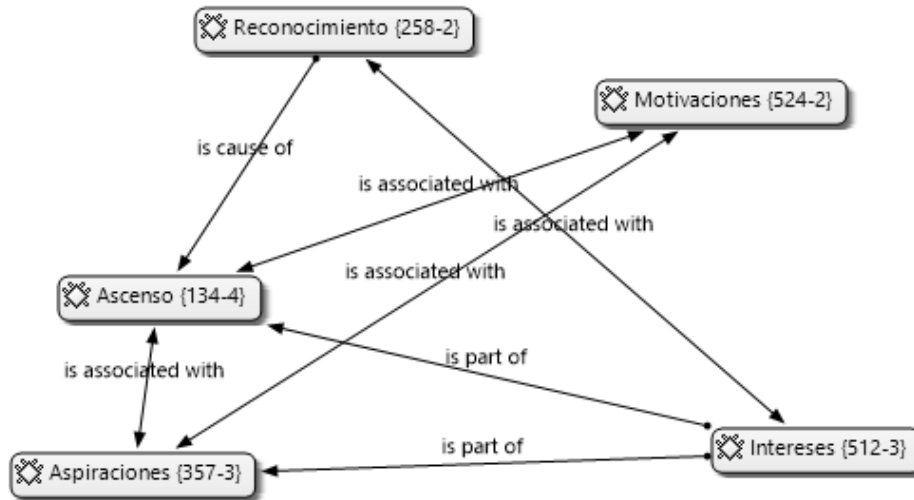 Reconocimiento {258-2}
Motivaciones {524-2}
is cause of
is associated with
is associated with
is associated with
Ascenso {134-4}
is part of
is associated with
is part of
Intereses {512-3}
Aspiraciones {357-3}